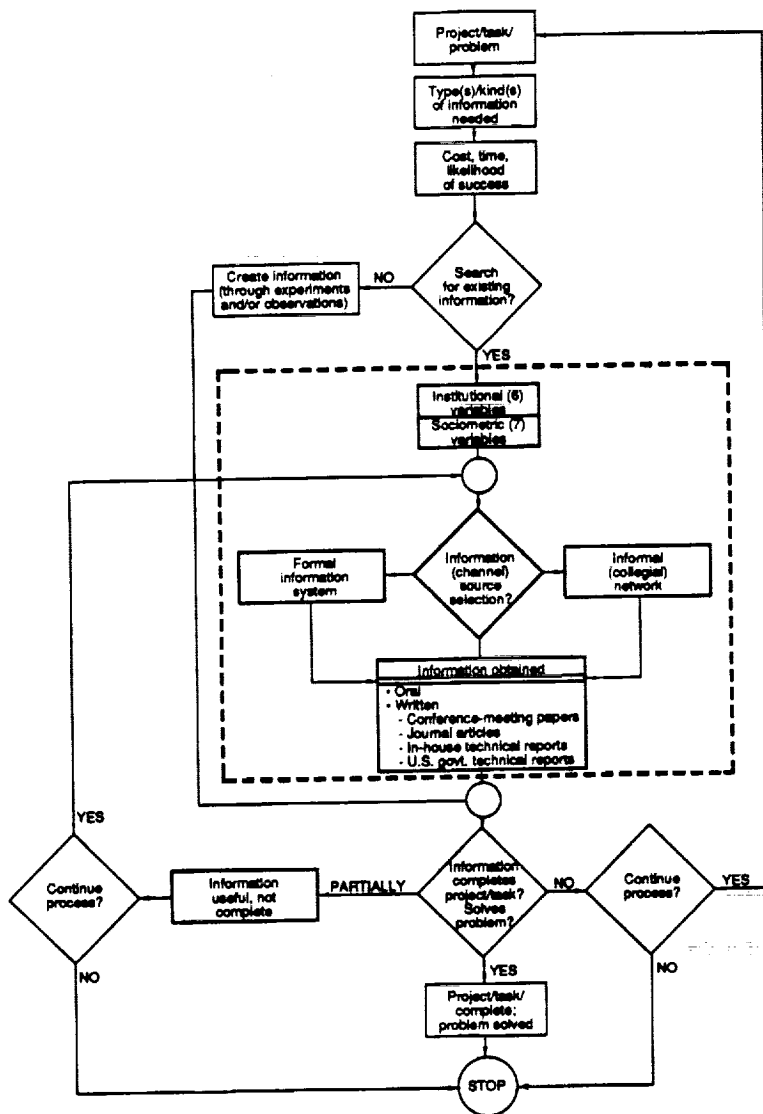 Project/task/
problem
Type(s)/kind(s)
of information
needed
Cost, time,
likelihood
of success
Create information
(through experiments
and/or observations)
NO
Search
for existing
information?
YES
Institutional (6)
variables
Sociometric (7)
variables
Formal
information
system
Information
(channel)
source
selection?
Informal
(collegial)
network
Information obtained
• Oral
• Written
- Conference-meeting papers
- Journal articles
- In-house technical reports
- U.S. govt. technical reports
YES
Continue
process?
Information
useful, not
complete
PARTIALLY
Information
completes
project/task?
Solves
problem?
NO
Continue
process?
YES
NO
YES
NO
Project/task/
complete;
problem solved
STOP